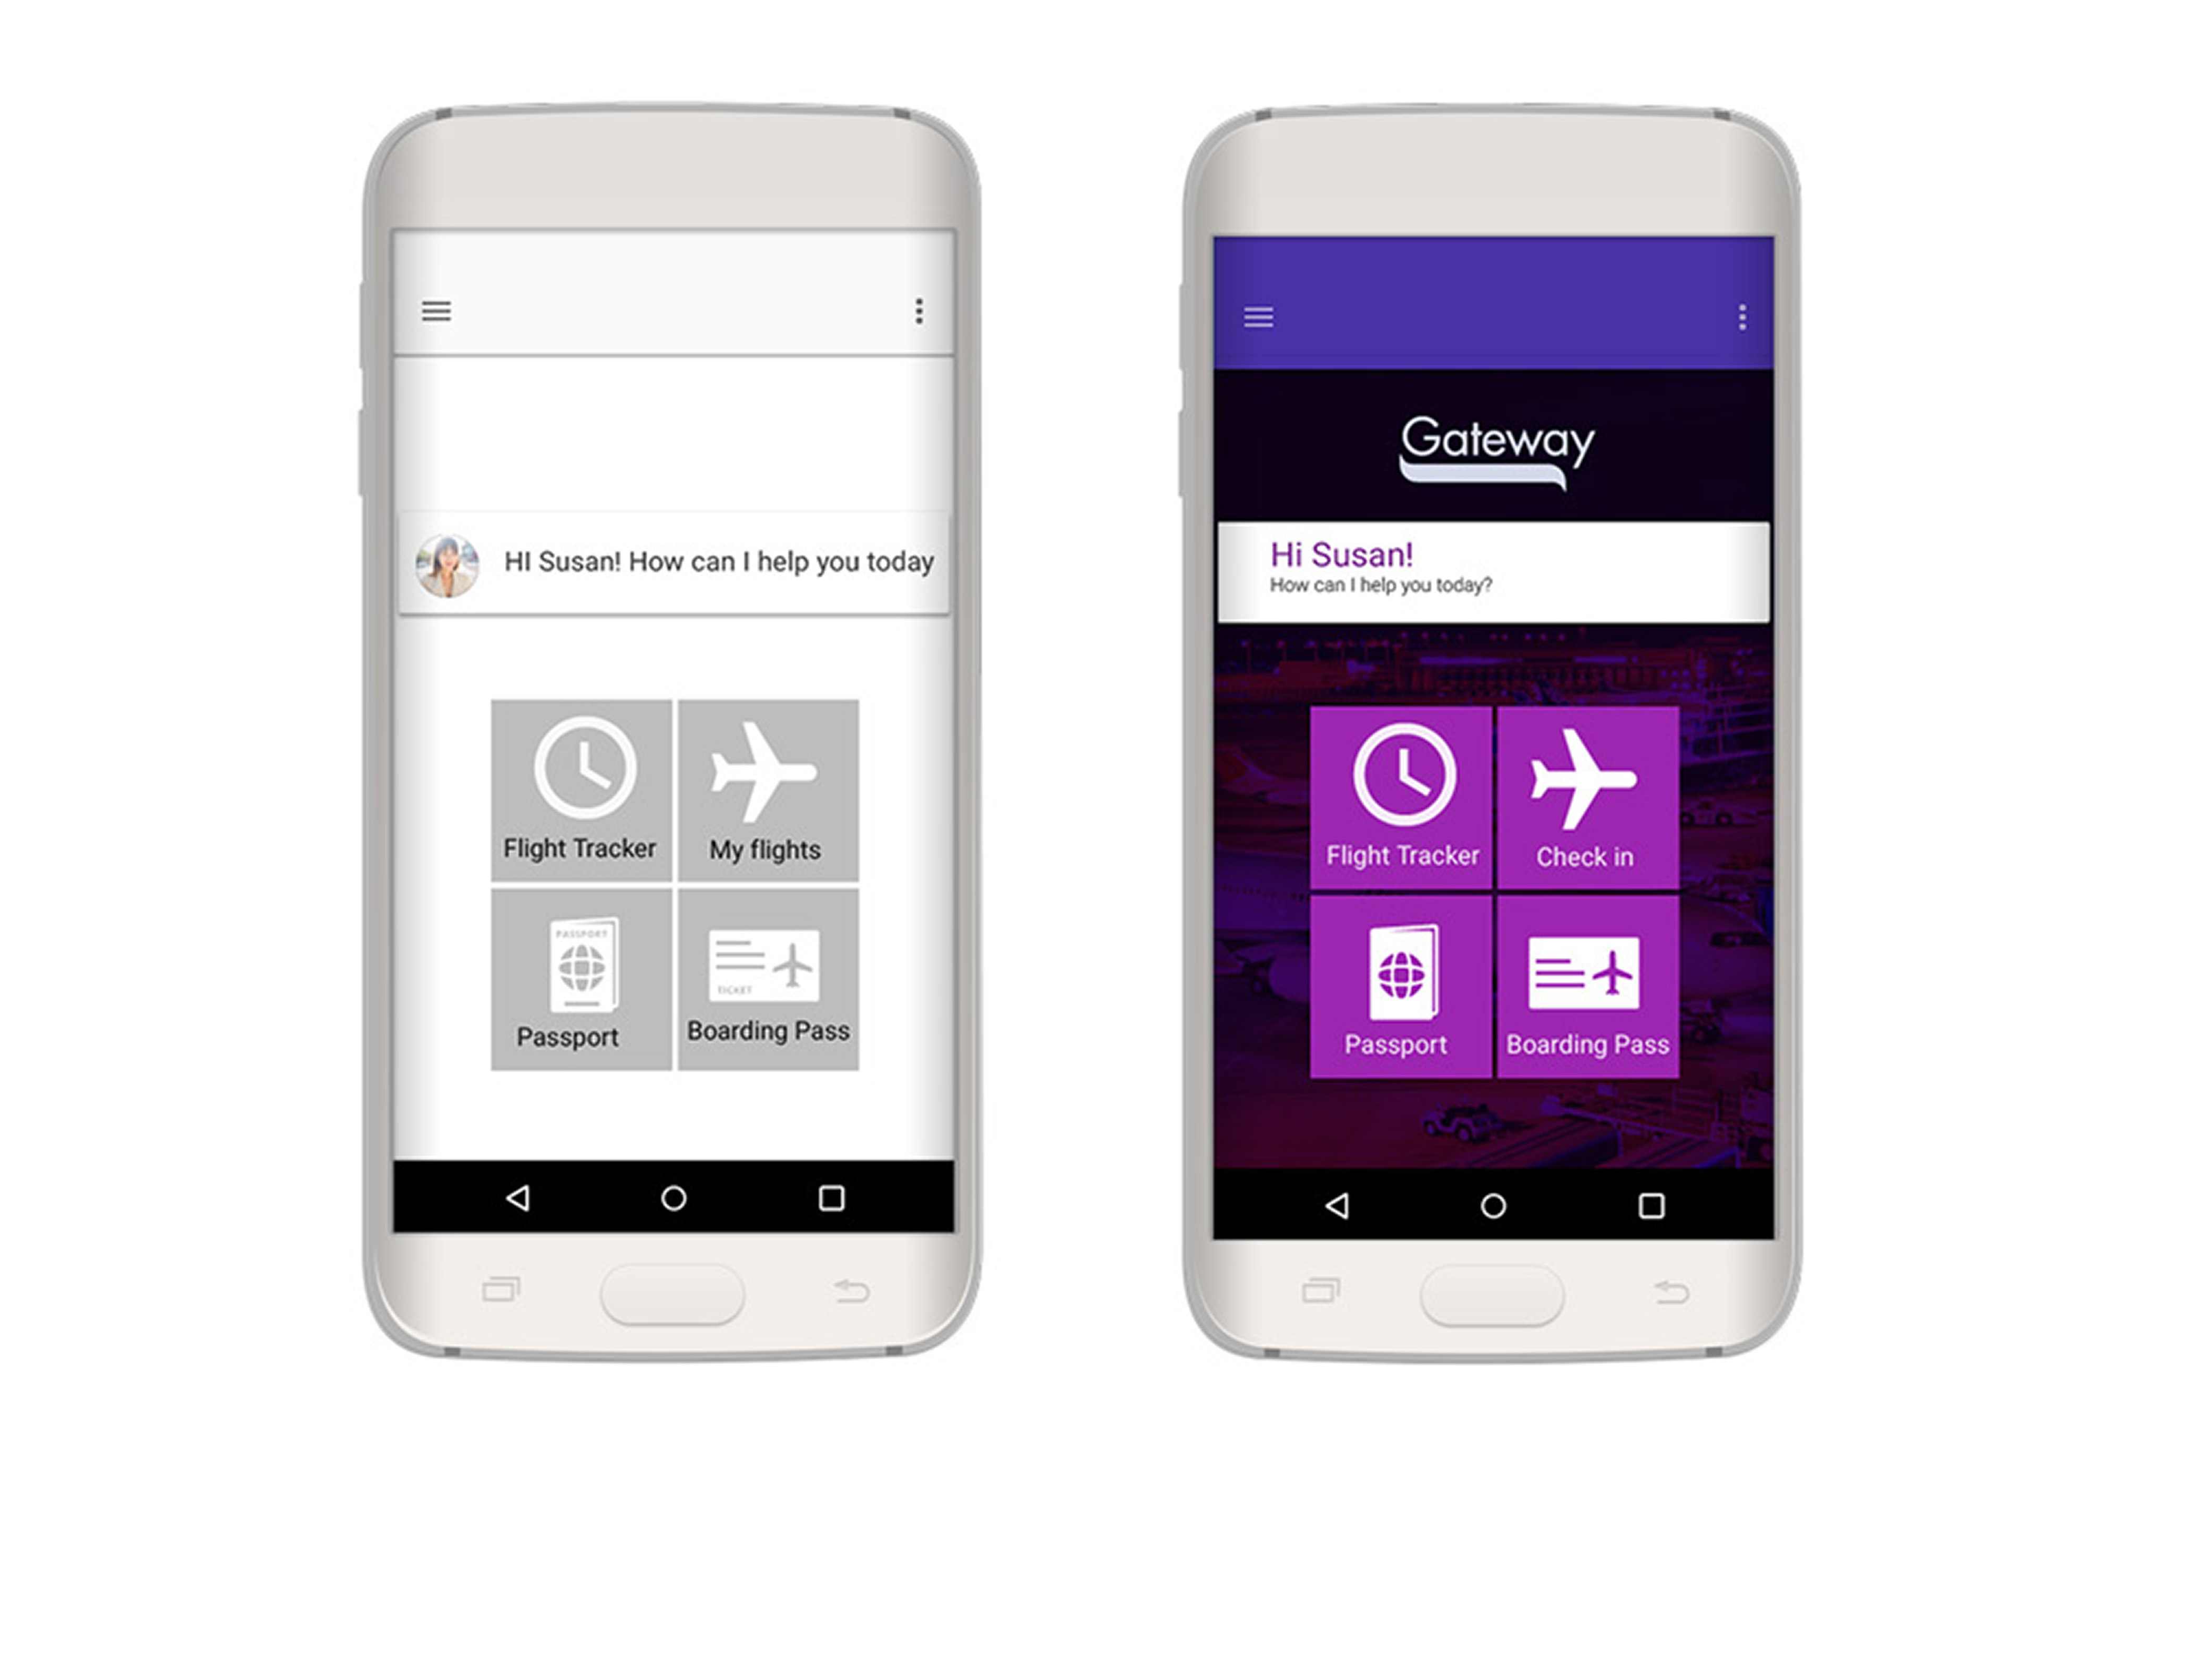 HI Susan! How can I help you today
Flight Tracker
My flights
PASSPORT
Passport
TICKET
Boarding Pass
Gateway
Hi Susan!
How can I help you today?
Flight Tracker
Check in
Passport
Boarding Pass